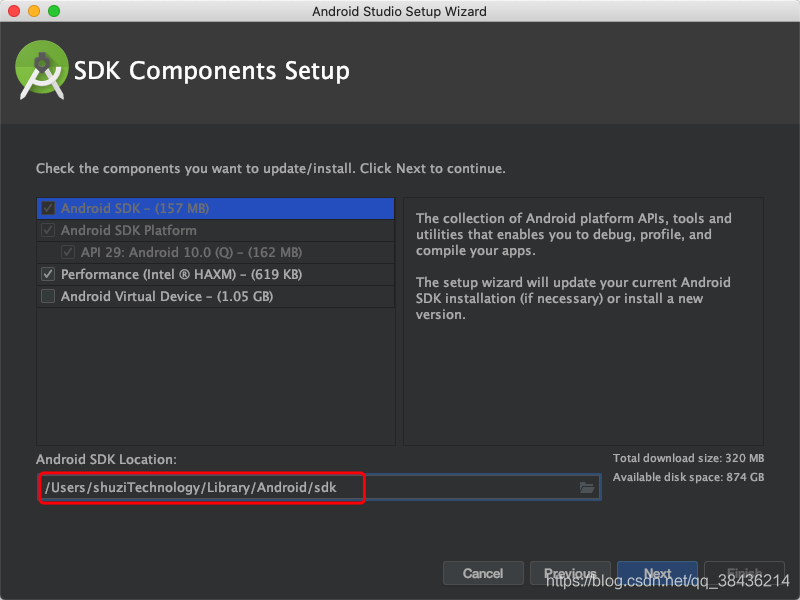 Android Studio Setup Wizard
SDK Components Setup
Check the components you want to update/install. Click Next to continue.
Android SDK – (157 MB)
Android SDK Platform
API 29: Android 10.0 (Q) – (162 MB)
Performance (Intel ® HAXM) – (619 KB)
Android Virtual Device – (1.05 GB)
The collection of Android platform APIs, tools and
utilities that enables you to debug, profile, and
compile your apps.
The setup wizard will update your current Android
SDK installation (if necessary) or install a new
version.
Android SDK Location:
/Users/shuziTechnology/Library/Android/sdk
Total download size: 320 MB
Available disk space: 874 GB
Cancel
Previous
Next
Finish
https://blog.csdn.net/qq_38436214